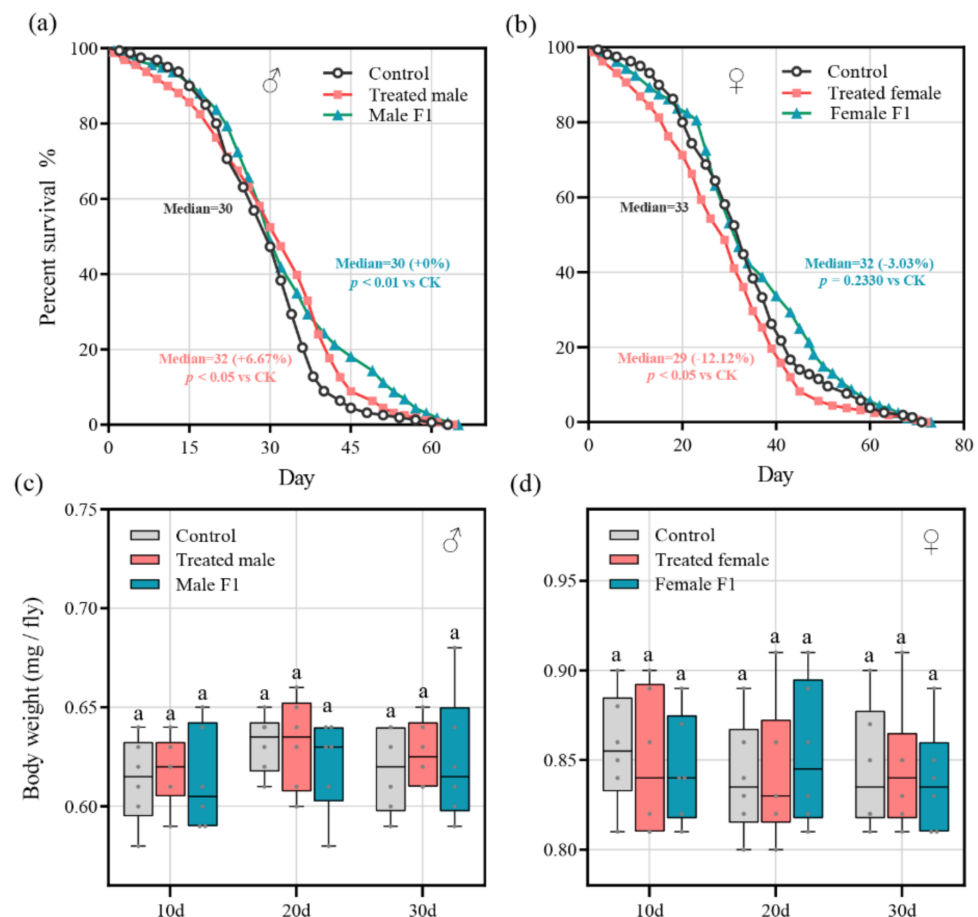 (a)
♂
Control
Treated male
Male F1
Median=30
Median=30 (+0%)
p < 0.01 vs CK
Median=32 (+6.67%)
p < 0.05 vs CK
Percent survival %
100
80
60
40
20
0
0 15 30 45 60
Day
(b)
♀
Control
Treated female
Female F1
Median=33
Median=32 (-3.03%)
p = 0.2330 vs CK
Median=29 (-12.12%)
p < 0.05 vs CK
100
80
60
40
20
0
0 20 40 60 80
Day
(c)
Control
Treated male
Male F1
♂
Body weight (mg / fly)
0.75
0.70
0.65
0.60
a a a a a a a a a
10d 20d 30d
(d)
Control
Treated female
Female F1
♀
0.95
0.90
0.85
0.80
a a a a a a a a a
10d 20d 30d